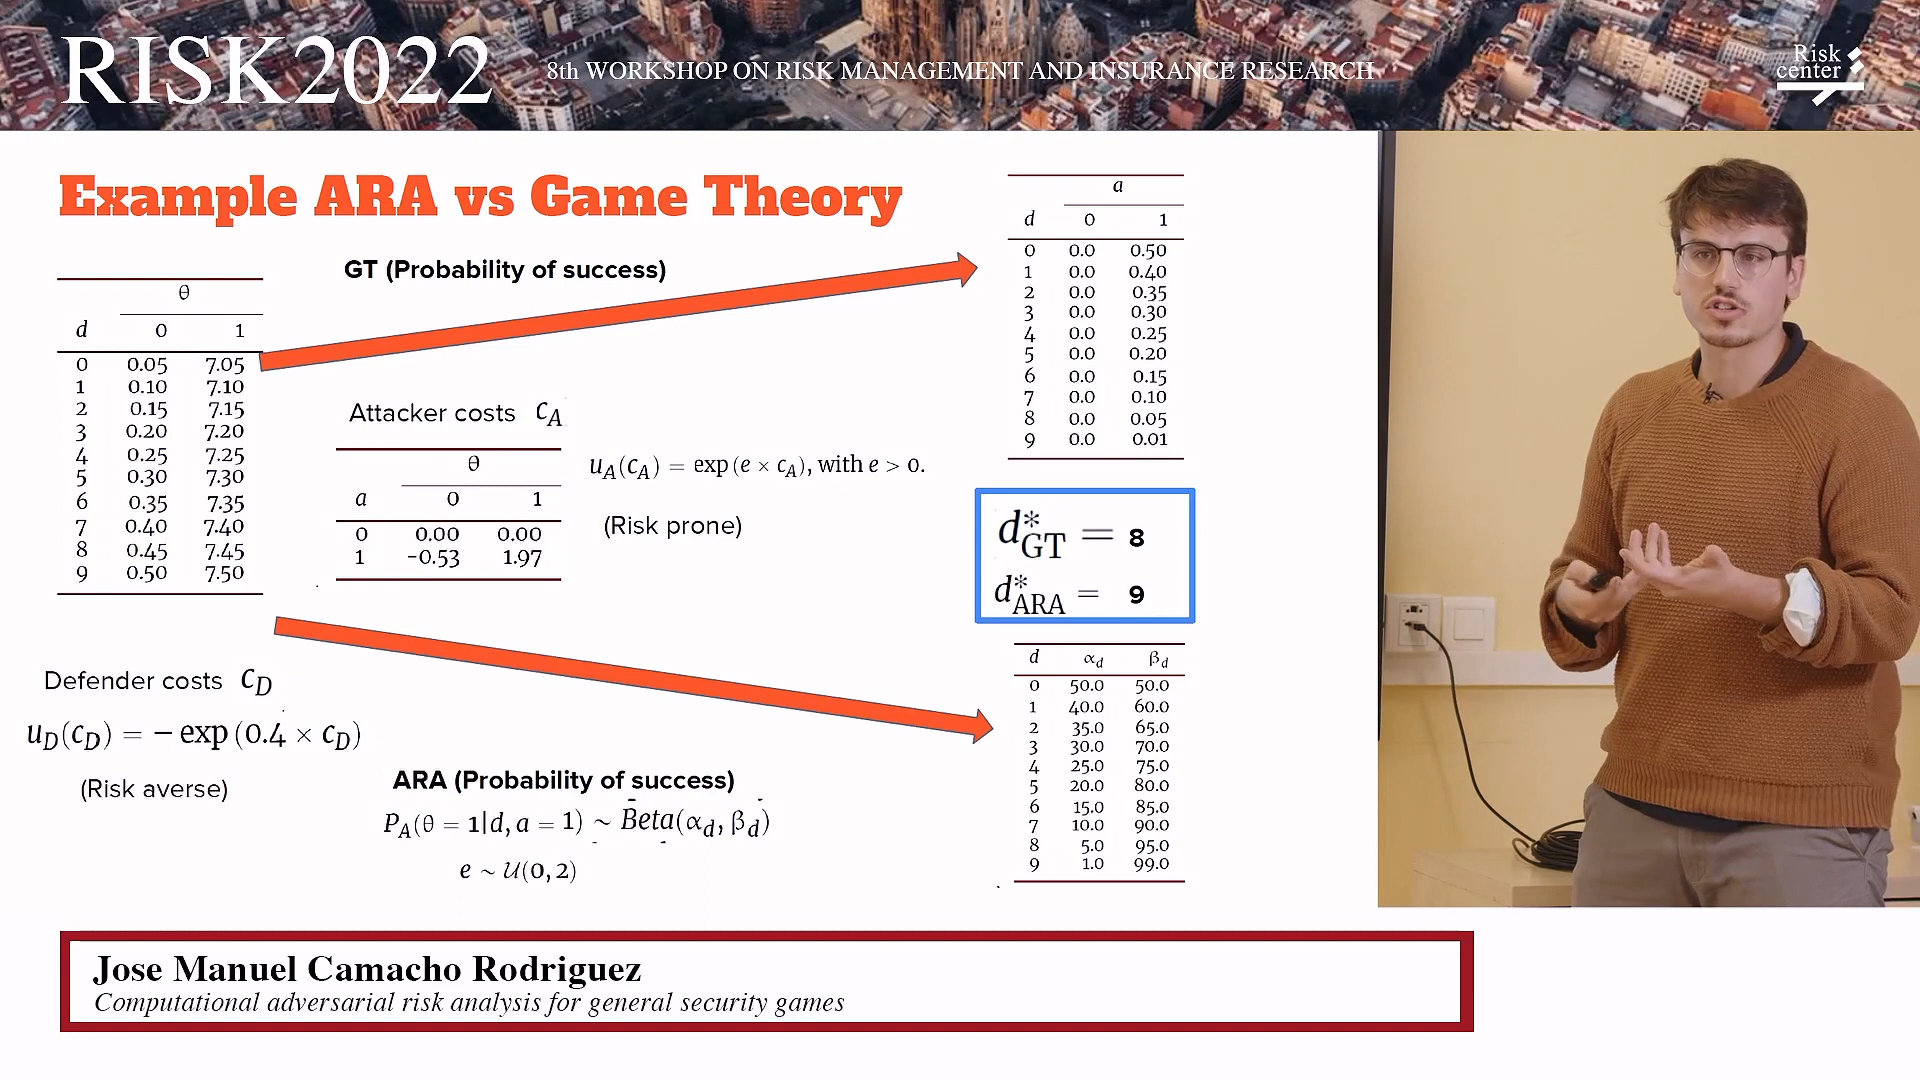 RISK2022
8th WORKSHOP ON RISK MANAGEMENT AND INSURANCE RESEARCH
Risk
center
Example ARA vs Game Theory
GT (Probability of success)
θ
d 0 1
0 0.05 7.05
1 0.10 7.10
2 0.15 7.15
3 0.20 7.20
4 0.25 7.25
5 0.30 7.30
6 0.35 7.35
7 0.40 7.40
8 0.45 7.45
9 0.50 7.50
Defender costs c_D
u_D(c_D) = − exp (0.4 × c_D)
(Risk averse)
Attacker costs c_A
θ
a 0 1
0 0.00 0.00
1 -0.53 1.97
u_A(c_A) = exp (e × c_A), with e > 0.
(Risk prone)
ARA (Probability of success)
P_A(θ = 1|d, a = 1) ~ Beta(α_d, β_d)
e ~ U(0, 2)
a
d 0 1
0 0.0 0.50
1 0.0 0.40
2 0.0 0.35
3 0.0 0.30
4 0.0 0.25
5 0.0 0.20
6 0.0 0.15
7 0.0 0.10
8 0.0 0.05
9 0.0 0.01
d*_GT = 8
d*_ARA = 9
d α_d β_d
0 50.0 50.0
1 40.0 60.0
2 35.0 65.0
3 30.0 70.0
4 25.0 75.0
5 20.0 80.0
6 15.0 85.0
7 10.0 90.0
8 5.0 95.0
9 1.0 99.0
Jose Manuel Camacho Rodriguez
Computational adversarial risk analysis for general security games